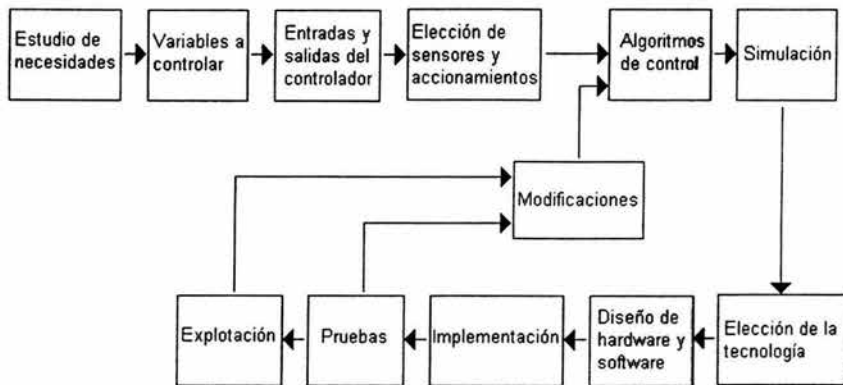 Estudio de
necesidades
Variables a
controlar
Entradas y
salidas del
controlador
Elección de
sensores y
accionamientos
Algoritmos
de control
Simulación
Modificaciones
Explotación
Pruebas
Implementación
Diseño de
hardware y
software
Elección de la
tecnología